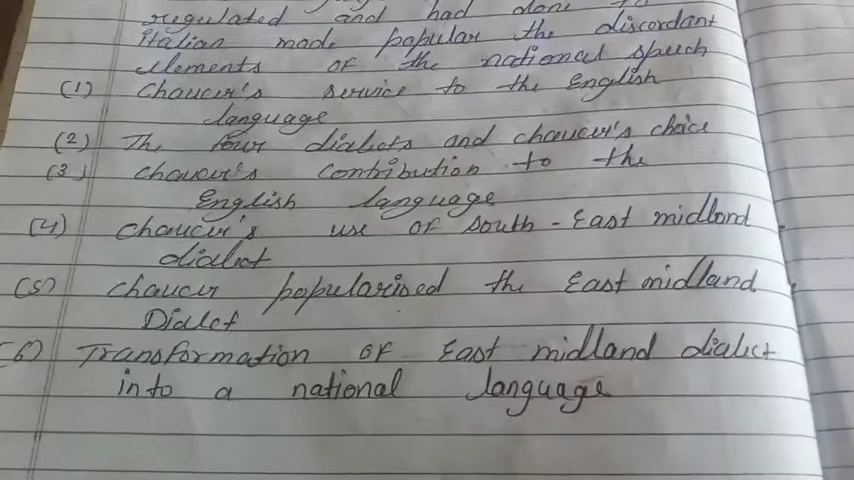 regulated and had done to
italian made popular the discordant
elements of the national speech
(1) Chaucer's service to the English
language
(2) The four dialects and chaucer's choice
(3) Chaucer's contribution to the
English language
(4) chaucer's use of south-East midland
dialect
(5) chaucer popularised the East midland
Dialect
(6) Transformation of East midland dialect
into a national language